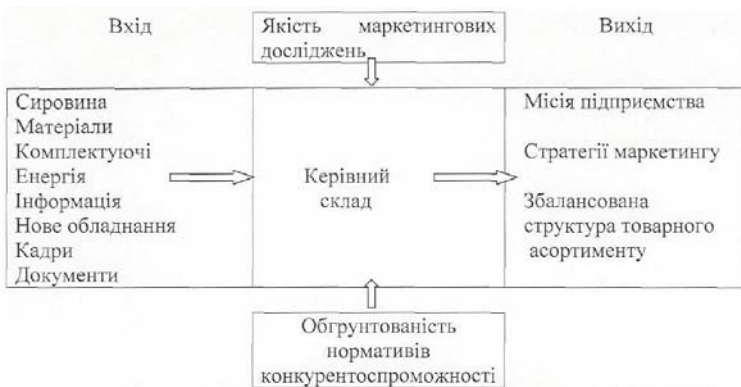 Вхід
Якість маркетингових
досліджень
Вихід
Сировина
Матеріали
Комплектуючі
Енергія
Інформація
Нове обладнання
Кадри
Документи
Керівний
склад
Місія підприємства
Стратегії маркетингу
Збалансована
структура товарного
асортименту
Обгрунтованість
нормативів
конкурентоспроможності